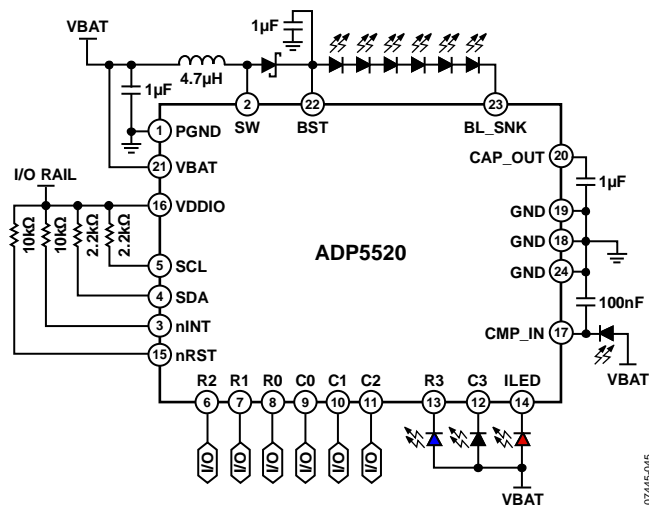 VBAT
1µF
4.7µH
1µF
2
22
23
SW
BST
BL_SNK
1
PGND
21
VBAT
I/O RAIL
16
VDDIO
10kΩ
10kΩ
2.2kΩ
2.2kΩ
5
SCL
4
SDA
3
nINT
15
nRST
ADP5520
CAP_OUT
20
1µF
GND
19
GND
18
GND
24
100nF
CMP_IN
17
VBAT
R2
R1
R0
C0
C1
C2
R3
C3
ILED
6
7
8
9
10
11
13
12
14
I/O
I/O
I/O
I/O
I/O
I/O
VBAT
07445-045